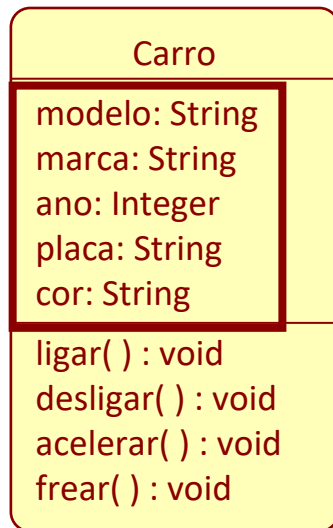 Carro
modelo: String
marca: String
ano: Integer
placa: String
cor: String
ligar( ) : void
desligar( ) : void
acelerar( ) : void
frear( ) : void